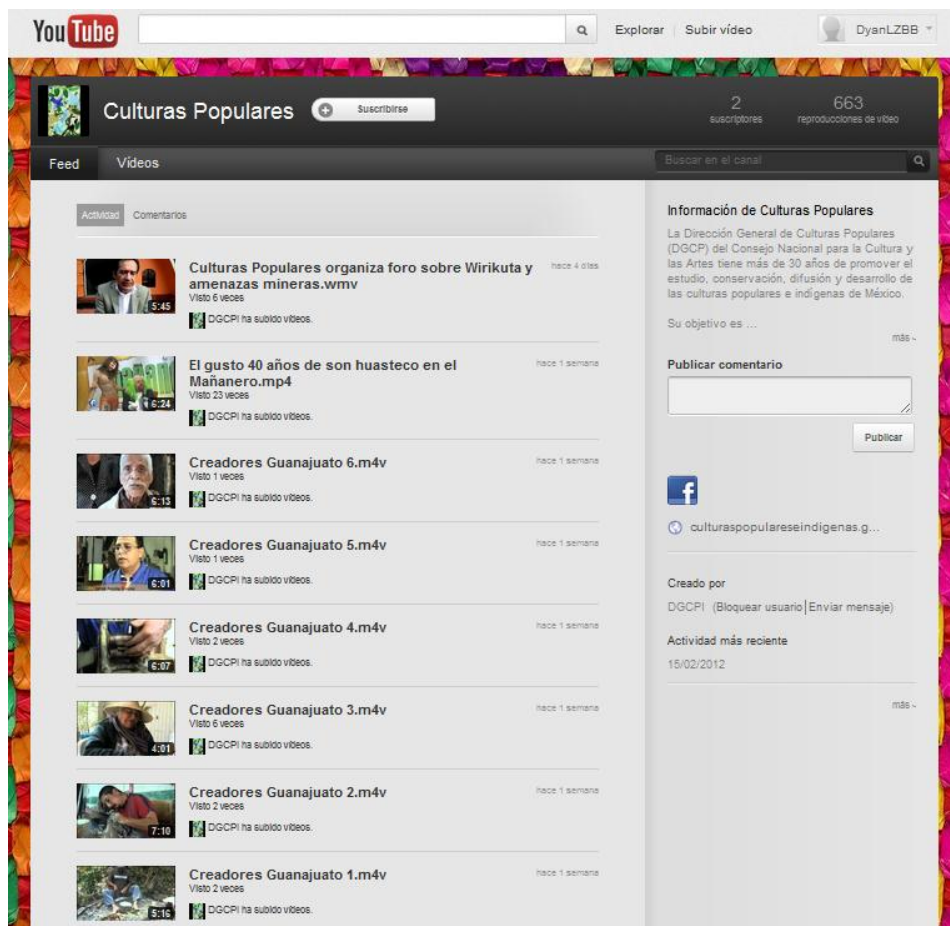 YouTube
Explorar
Subir vídeo
DyanLZBB
Culturas Populares
Suscribirse
2
suscriptores
663
reproducciones de vídeo
Feed
Vídeos
Buscar en el canal
Actividad
Comentarios
Culturas Populares organiza foro sobre Wirikuta y
amenazas mineras.wmv
hace 4 días
Visto 6 veces
5:45
DGCPI ha subido vídeos.
El gusto 40 años de son huasteco en el
Mañanero.mp4
hace 1 semana
Visto 23 veces
6:24
DGCPI ha subido vídeos.
Creadores Guanajuato 6.m4v
hace 1 semana
Visto 1 veces
6:13
DGCPI ha subido vídeos.
Creadores Guanajuato 5.m4v
hace 1 semana
Visto 1 veces
6:01
DGCPI ha subido vídeos.
Creadores Guanajuato 4.m4v
hace 1 semana
Visto 2 veces
6:07
DGCPI ha subido vídeos.
Creadores Guanajuato 3.m4v
hace 1 semana
Visto 6 veces
4:01
DGCPI ha subido vídeos.
Creadores Guanajuato 2.m4v
hace 1 semana
Visto 2 veces
7:10
DGCPI ha subido vídeos.
Creadores Guanajuato 1.m4v
hace 1 semana
Visto 2 veces
5:16
DGCPI ha subido vídeos.
Información de Culturas Populares
La Dirección General de Culturas Populares
(DGCP) del Consejo Nacional para la Cultura y
las Artes tiene más de 30 años de promover el
estudio, conservación, difusión y desarrollo de
las culturas populares e indígenas de México.
Su objetivo es ...
más
Publicar comentario
Publicar
f
culturaspopulareseindigenas.g...
Creado por
DGCPI (Bloquear usuario|Enviar mensaje)
Actividad más reciente
15/02/2012
más